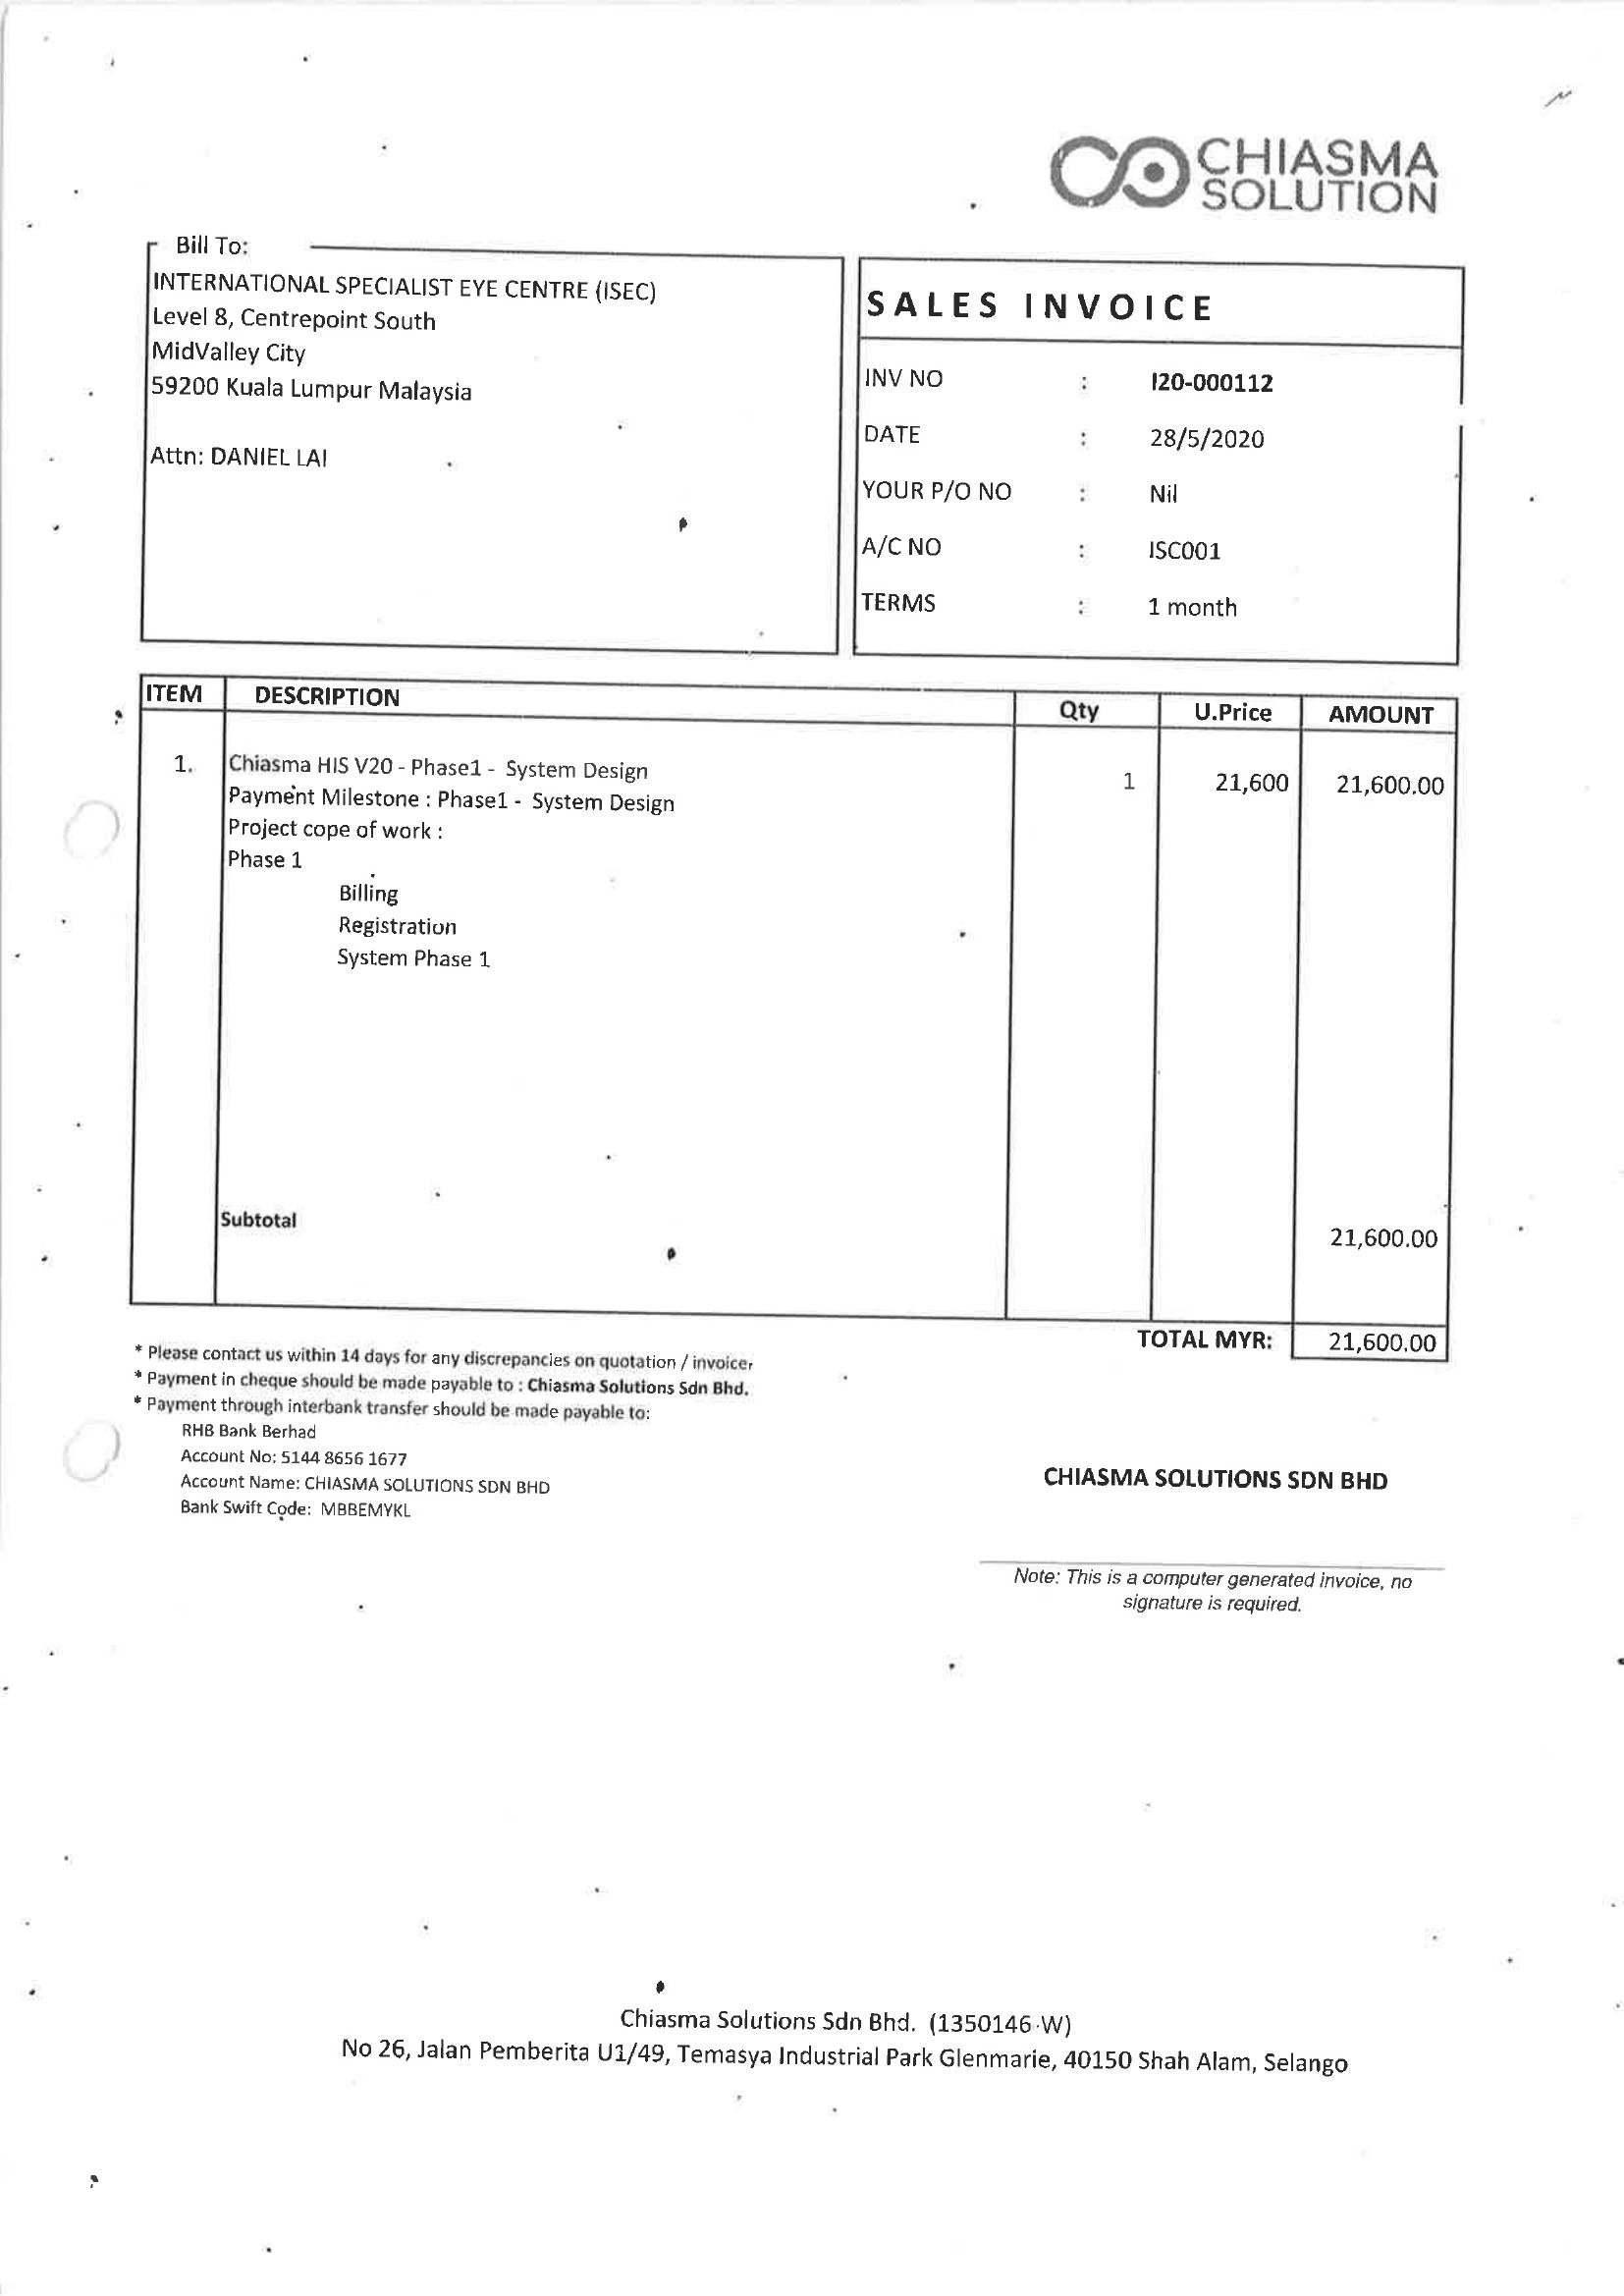 CHIASMA
SOLUTION
Bill To:
INTERNATIONAL SPECIALIST EYE CENTRE (ISEC)
Level 8, Centrepoint South
MidValley City
59200 Kuala Lumpur Malaysia
Attn: DANIEL LAI
SALES INVOICE
INV NO : I20-000112
DATE : 28/5/2020
YOUR P/O NO : Nil
A/C NO : ISC001
TERMS : 1 month
ITEM DESCRIPTION Qty U.Price AMOUNT
1. Chiasma HIS V20 - Phase1 - System Design 1 21,600 21,600.00
Payment Milestone : Phase1 - System Design
Project cope of work :
Phase 1
Billing
Registration
System Phase 1
Subtotal 21,600.00
TOTAL MYR: 21,600.00
* Please contact us within 14 days for any discrepancies on quotation / invoicer
* Payment in cheque should be made payable to : Chiasma Solutions Sdn Bhd.
* Payment through interbank transfer should be made payable to:
RHB Bank Berhad
Account No: 5144 8656 1677
Account Name: CHIASMA SOLUTIONS SDN BHD
Bank Swift Code: MBBEMYKL
CHIASMA SOLUTIONS SDN BHD
Note: This is a computer generated invoice, no
signature is required.
Chiasma Solutions Sdn Bhd. (1350146-W)
No 26, Jalan Pemberita U1/49, Temasya Industrial Park Glenmarie, 40150 Shah Alam, Selango